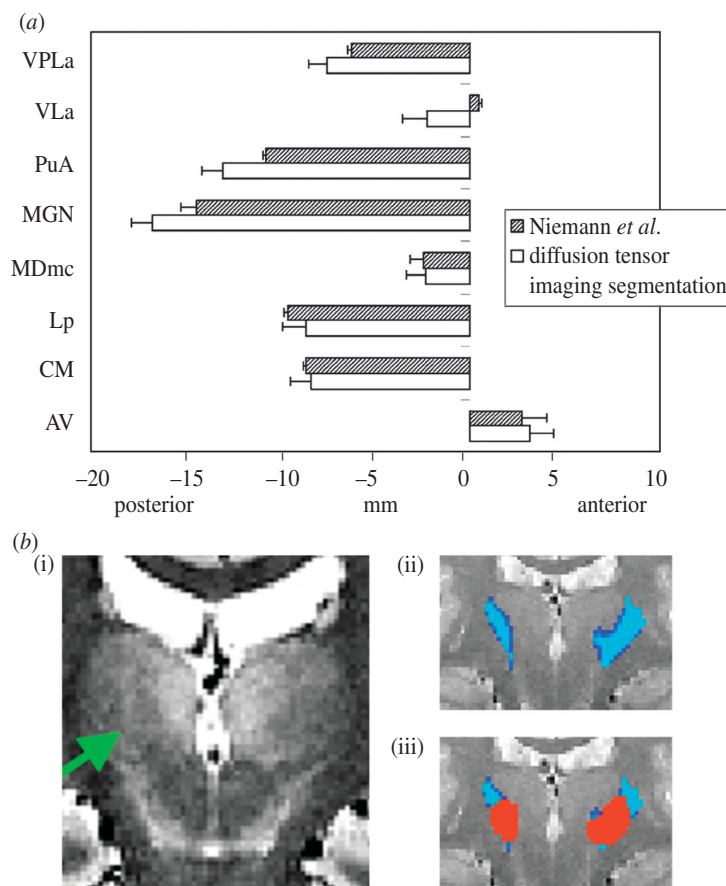 (a)
VPLa
VLa
PuA
MGN
MDmc
Lp
CM
AV
Niemann et al.
diffusion tensor
imaging segmentation
−20 −15 −10 −5 0 5 10
posterior mm anterior
(b)
(i)
(ii)
(iii)